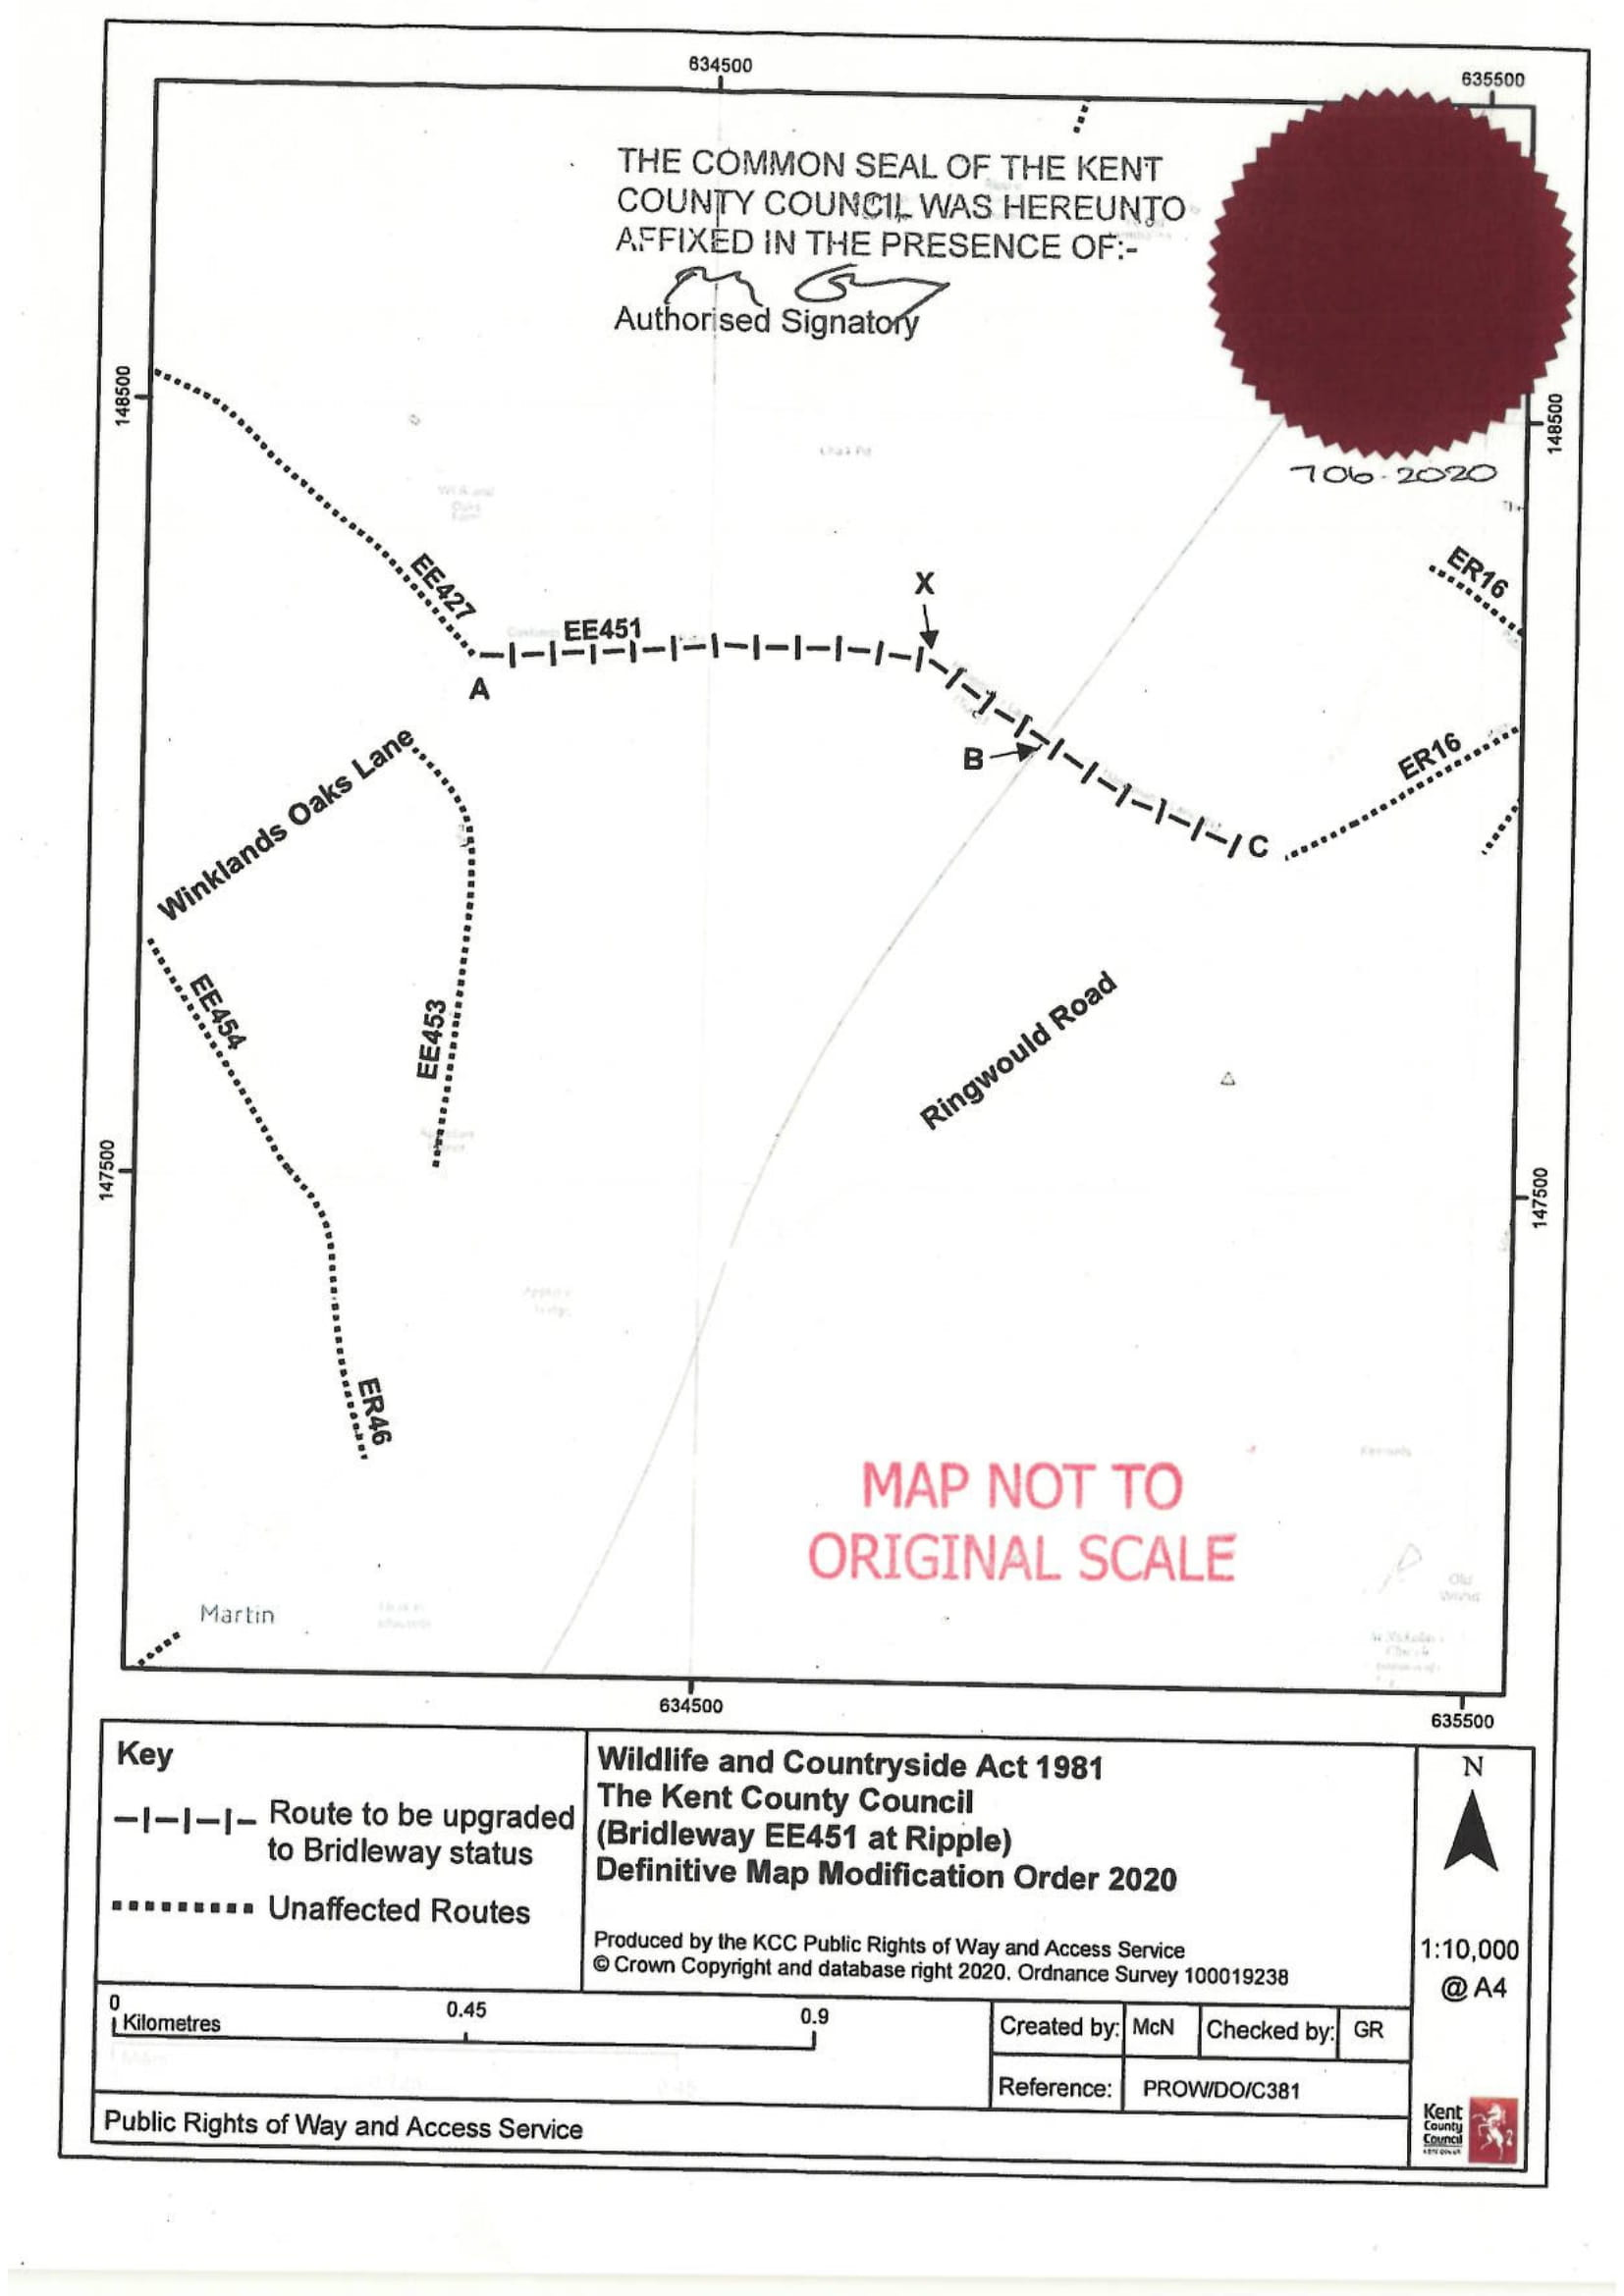 634500
635500
THE COMMON SEAL OF THE KENT
COUNTY COUNCIL WAS HEREUNTO
AFFIXED IN THE PRESENCE OF:-
Authorised Signatory
148500
148500
706-2020
ER16
EE427
X
EE451
A
B
ER16
C
Winklands Oaks Lane
EE454
EE453
Ringwould Road
147500
147500
ER46
MAP NOT TO
ORIGINAL SCALE
Martin
634500
635500
Key
Route to be upgraded
to Bridleway status
Unaffected Routes
Wildlife and Countryside Act 1981
The Kent County Council
(Bridleway EE451 at Ripple)
Definitive Map Modification Order 2020
Produced by the KCC Public Rights of Way and Access Service
© Crown Copyright and database right 2020. Ordnance Survey 100019238
N
1:10,000
@ A4
0 0.45 0.9
Kilometres
Created by: McN Checked by: GR
Reference: PROW/DO/C381
Public Rights of Way and Access Service
Kent
County
Council